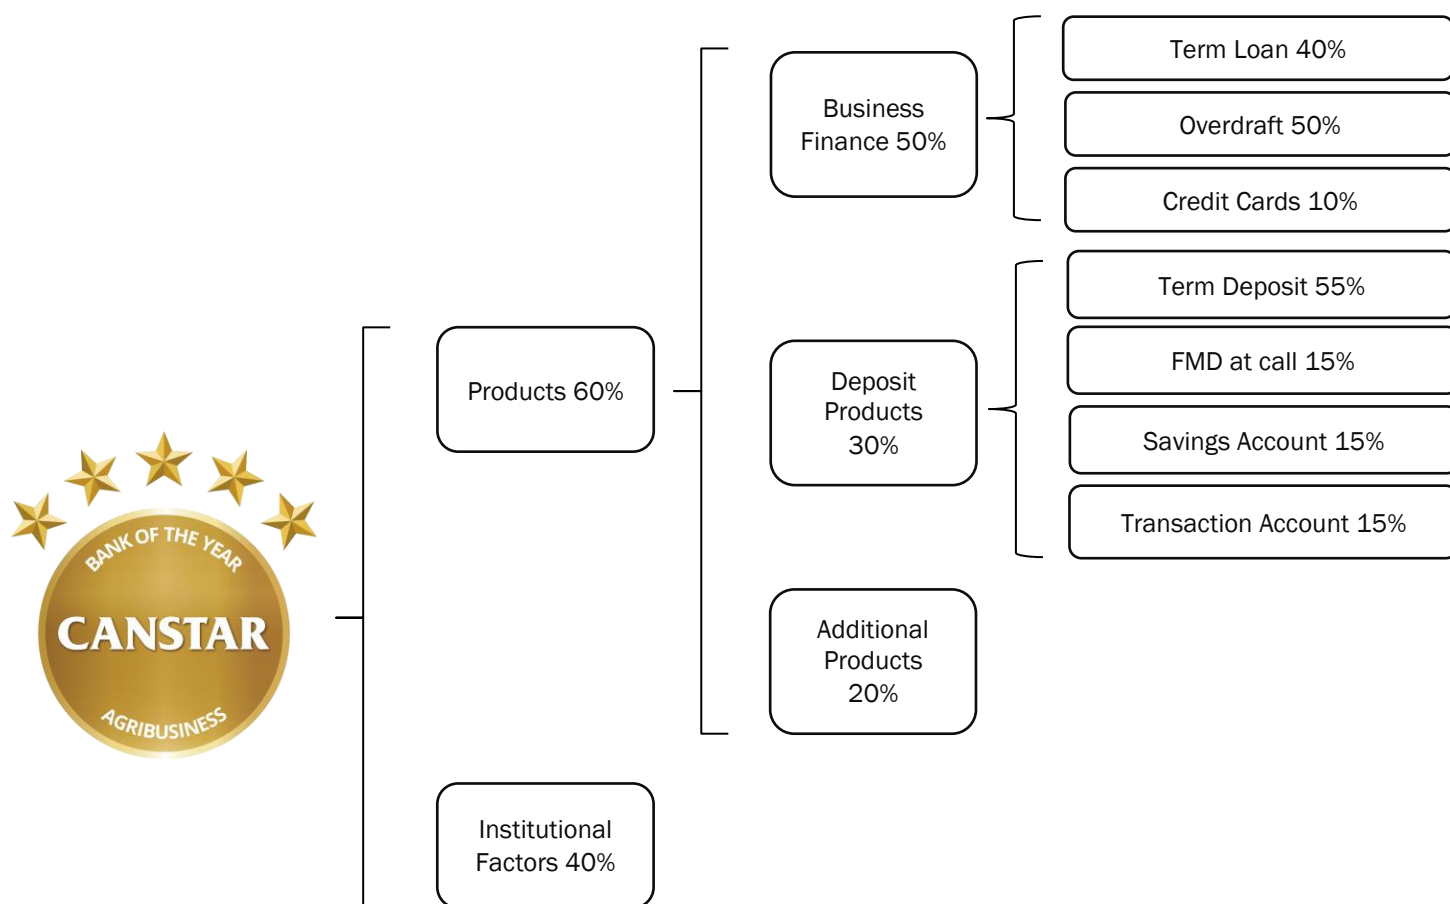 BANK OF THE YEAR
CANSTAR
AGRIBUSINESS
Products 60%
Institutional
Factors 40%
Business
Finance 50%
Deposit
Products
30%
Additional
Products
20%
Term Loan 40%
Overdraft 50%
Credit Cards 10%
Term Deposit 55%
FMD at call 15%
Savings Account 15%
Transaction Account 15%